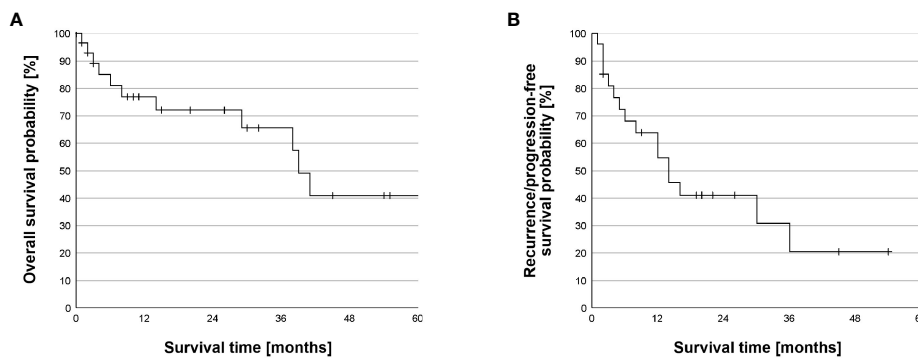 A
Overall survival probability [%]
100
90
80
70
60
50
40
30
20
10
0
0 12 24 36 48 60
Survival time [months]
B
Recurrence/progression-free
survival probability [%]
100
90
80
70
60
50
40
30
20
10
0
0 12 24 36 48 6
Survival time [months]